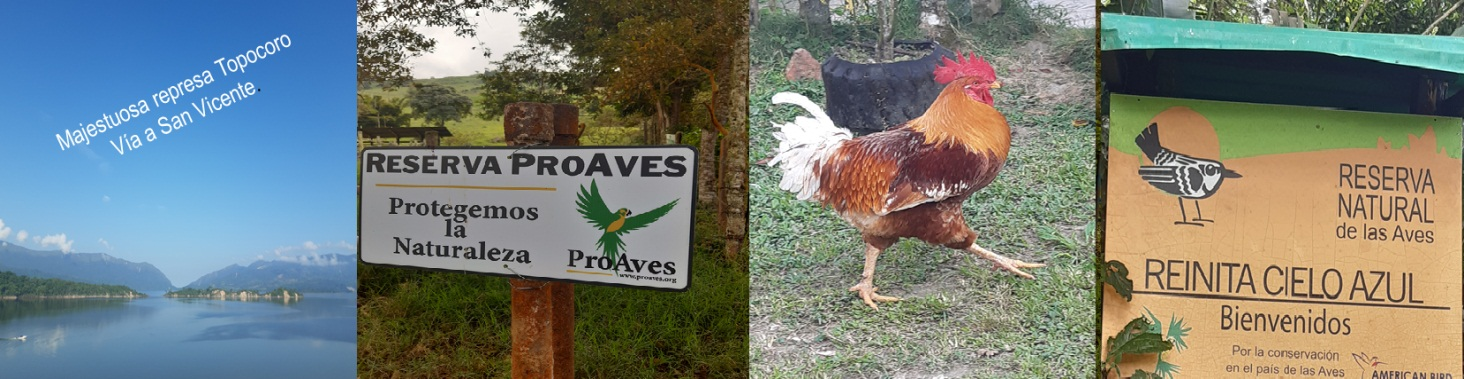 Majestuosa represa Topocoro
Vía a San Vicente.
RESERVA PROAVES
Protegemos
la
Naturaleza
ProAves
www.proaves.org
RESERVA
NATURAL
de las Aves
REINITA CIELO AZUL
Bienvenidos
Por la conservación
en el país de las Aves
AMERICAN BIRD